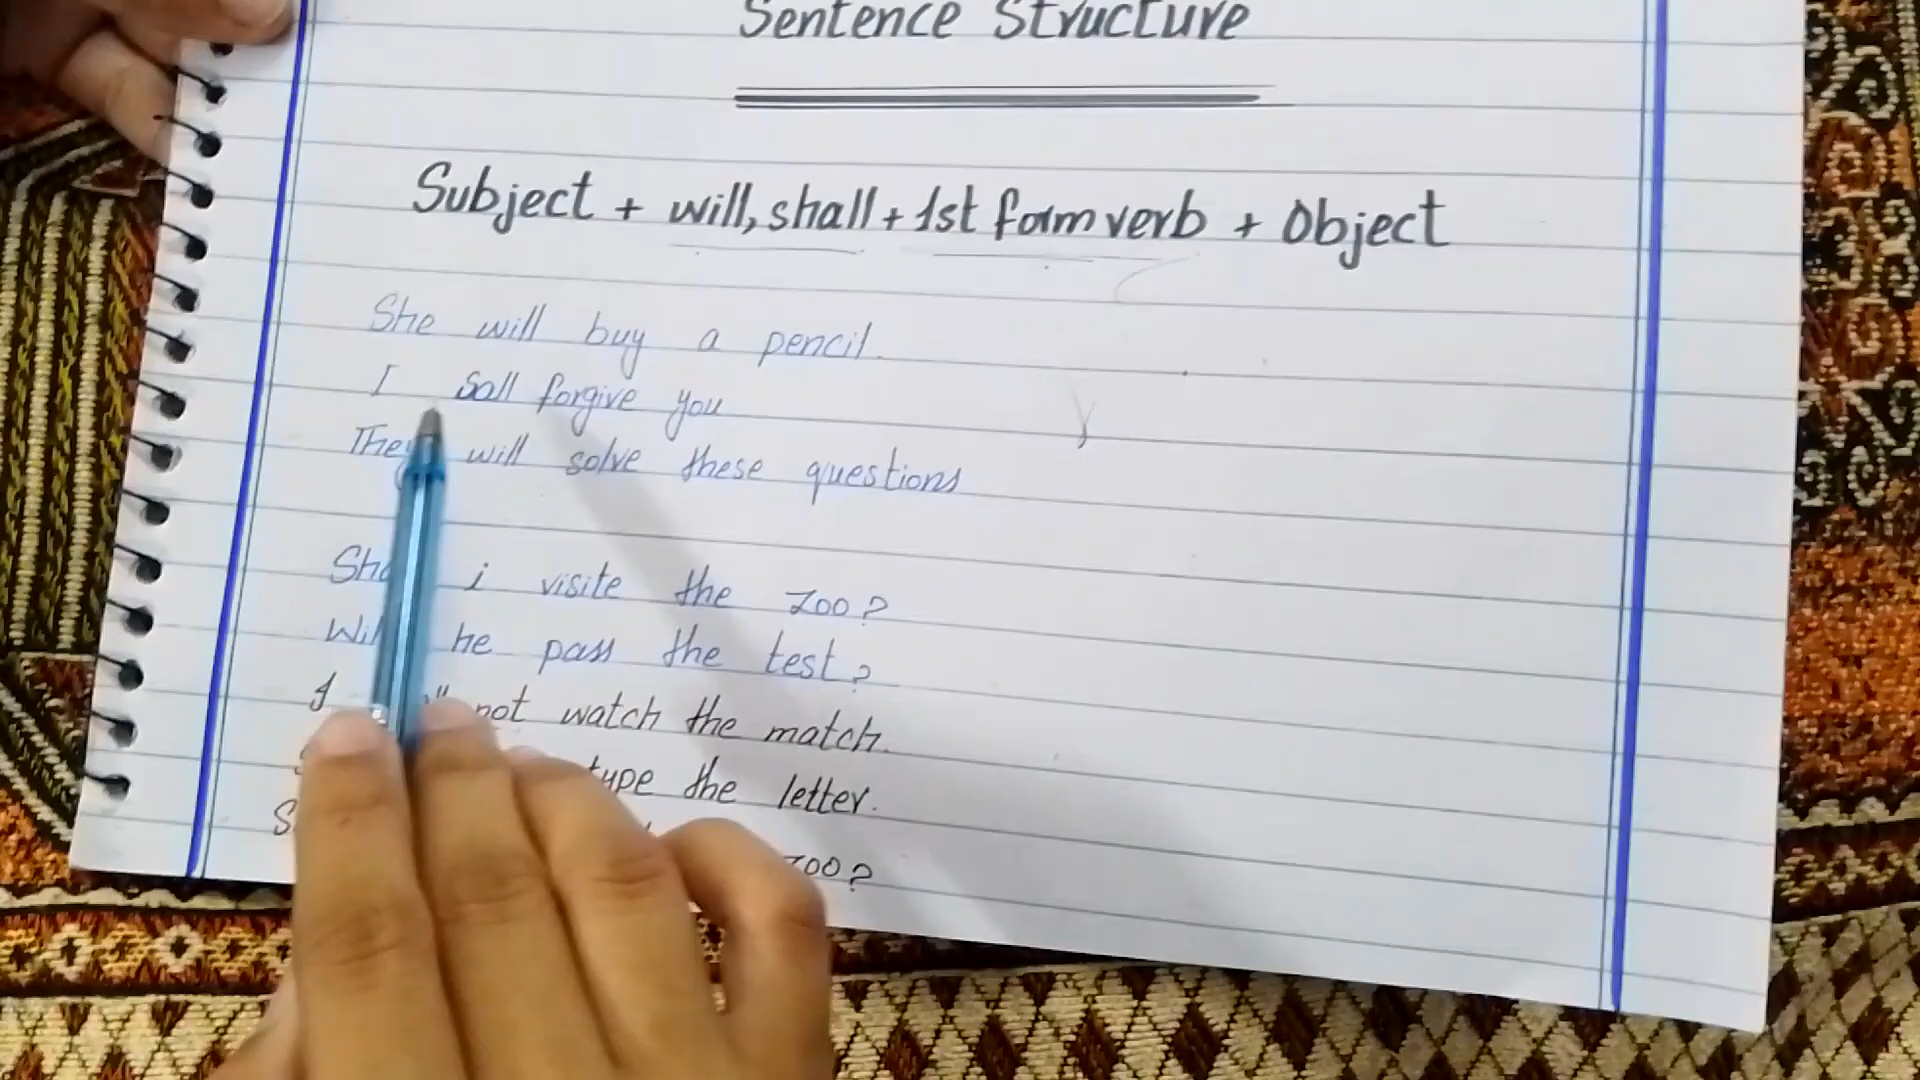 Sentence Structure
Subject + will, shall + 1st form verb + Object
She will buy a pencil.
I Sall forgive you
They will solve these questions
i visite the zoo?
he pass the test?
I not watch the match.
type the letter.
zoo?